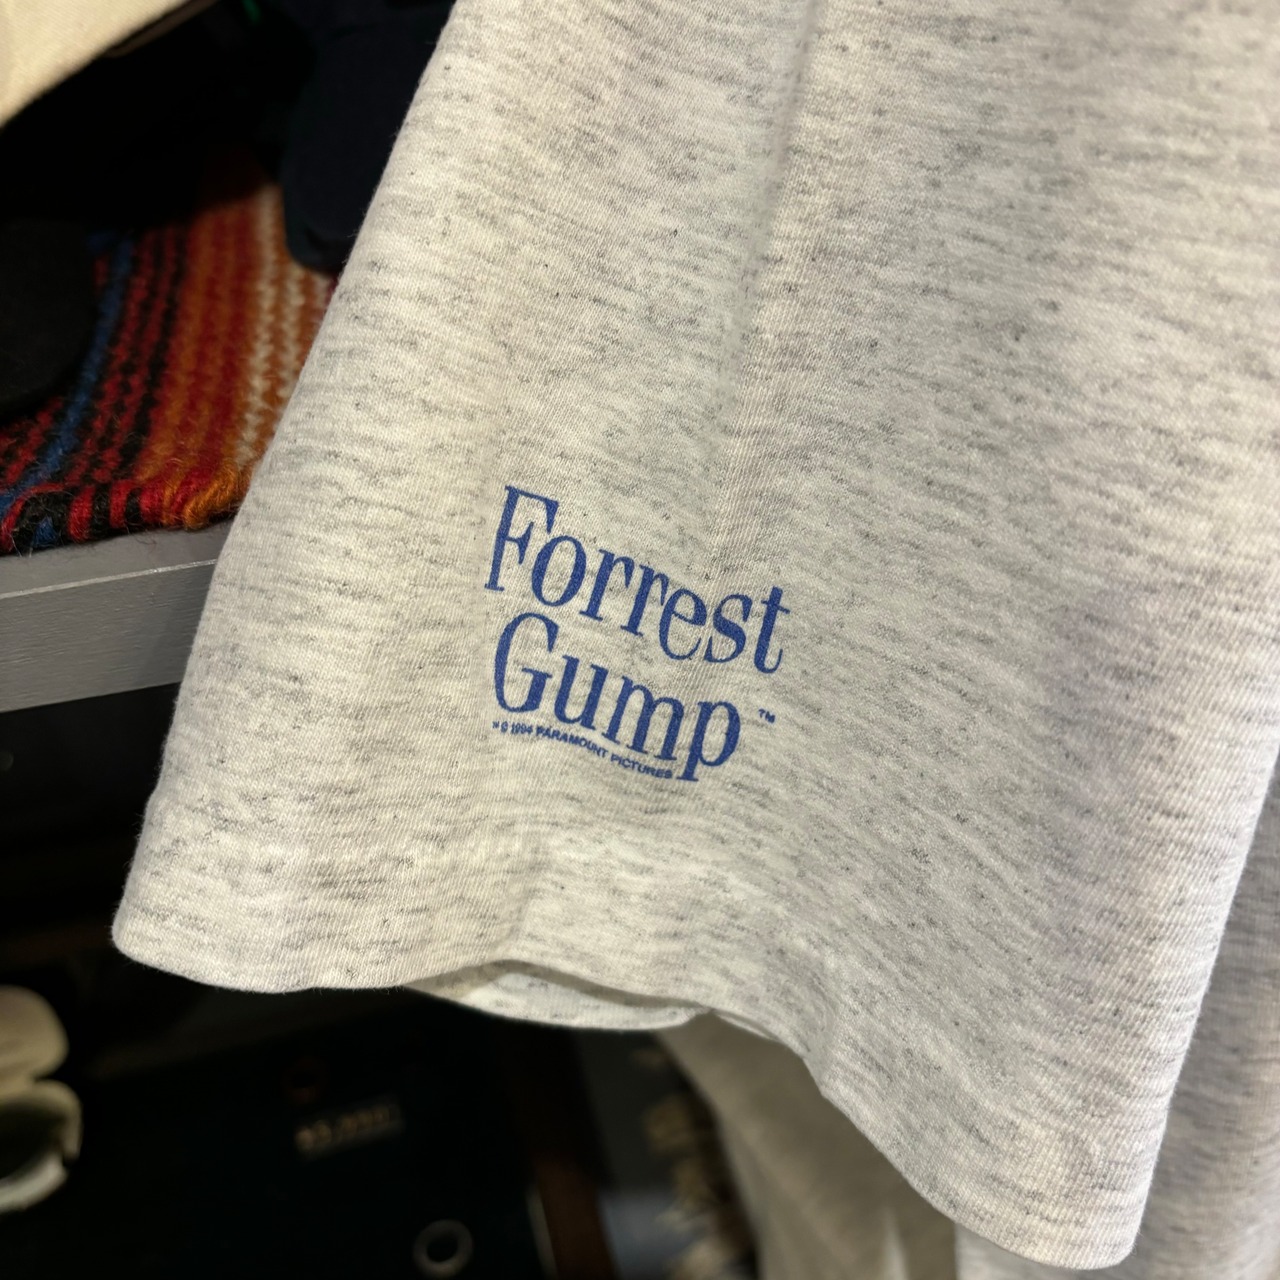 Forrest
Gump™
™ © 1994 PARAMOUNT PICTURES